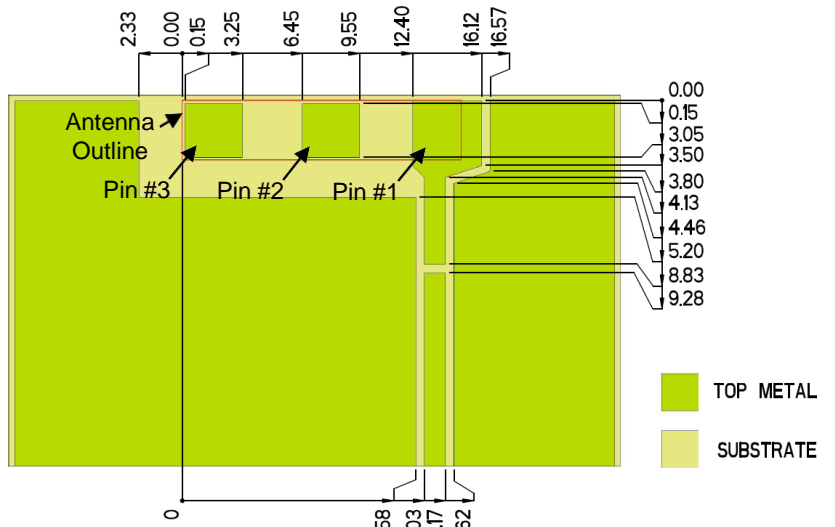 2.33
0.00
0.15
3.25
6.45
9.55
12.40
16.12
16.57
0.00
0.15
3.05
3.50
3.80
4.13
4.46
5.20
8.83
9.28
Antenna
Outline
Pin #3
Pin #2
Pin #1
TOP METAL
SUBSTRATE
0